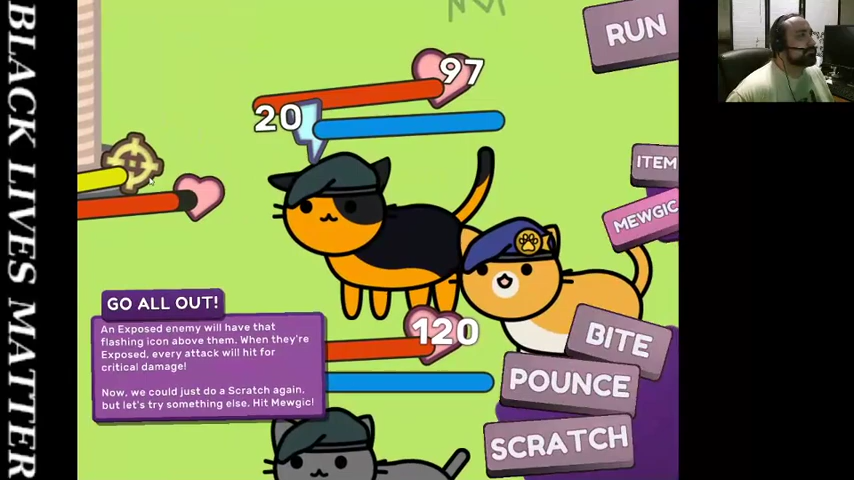 BLACK LIVES MATTER
RUN
97
20
ITEM
MEWGIC
GO ALL OUT!
An Exposed enemy will have that
flashing icon above them. When they're
Exposed, every attack will hit for
critical damage!
Now, we could just do a Scratch again,
but let's try something else. Hit Mewgic!
120
BITE
POUNCE
SCRATCH